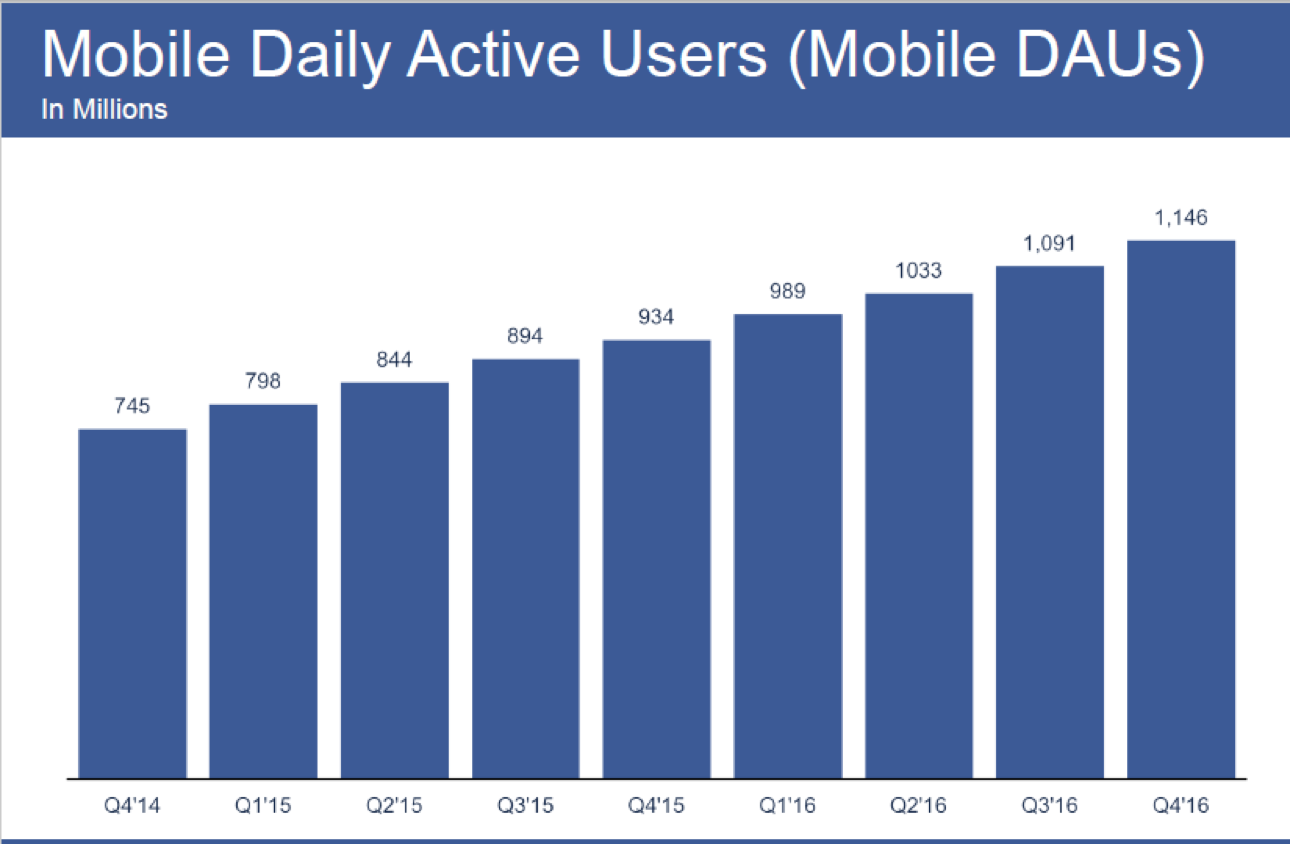 Mobile Daily Active Users (Mobile DAUs)
In Millions
745
798
844
894
934
989
1033
1,091
1,146
Q4'14
Q1'15
Q2'15
Q3'15
Q4'15
Q1'16
Q2'16
Q3'16
Q4'16